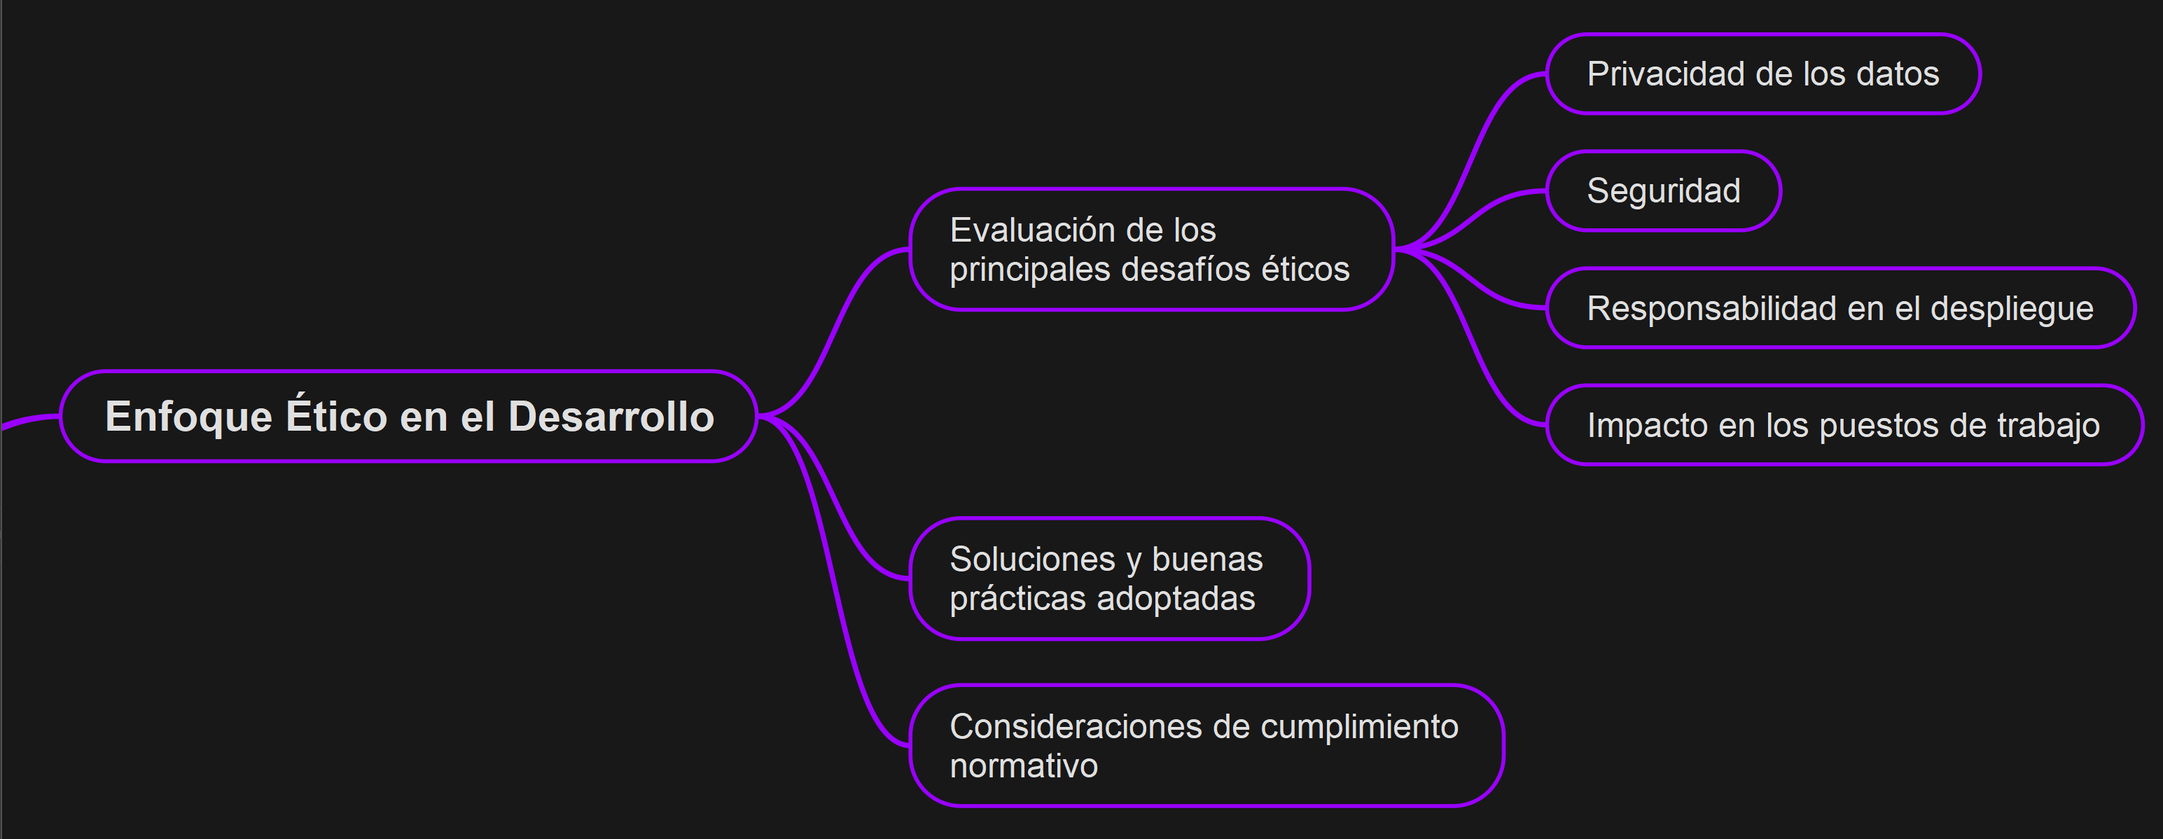 Enfoque Ético en el Desarrollo
Evaluación de los
principales desafíos éticos
Privacidad de los datos
Seguridad
Responsabilidad en el despliegue
Impacto en los puestos de trabajo
Soluciones y buenas
prácticas adoptadas
Consideraciones de cumplimiento
normativo